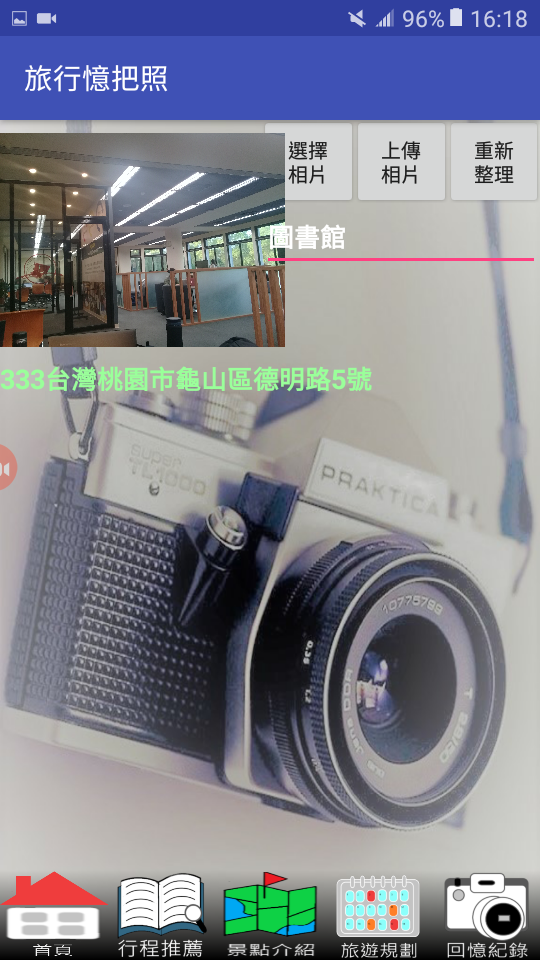 96% 16:18
旅行憶把照
選擇
相片
上傳
相片
重新
整理
圖書館
333台灣桃園市龜山區德明路5號
super
TL1000
PRAKTICA
10775798
首頁
行程推薦
景點介紹
旅遊規劃
回憶紀錄